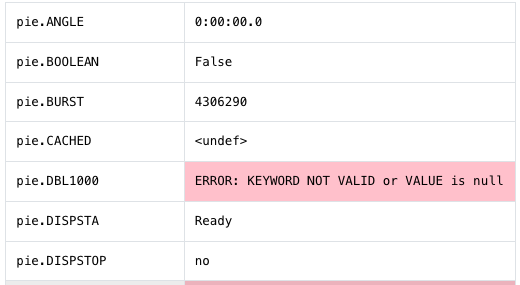 pie.ANGLE 0:00:00.0
pie.BOOLEAN False
pie.BURST 4306290
pie.CACHED <undef>
pie.DBL1000 ERROR: KEYWORD NOT VALID or VALUE is null
pie.DISPSTA Ready
pie.DISPSTOP no